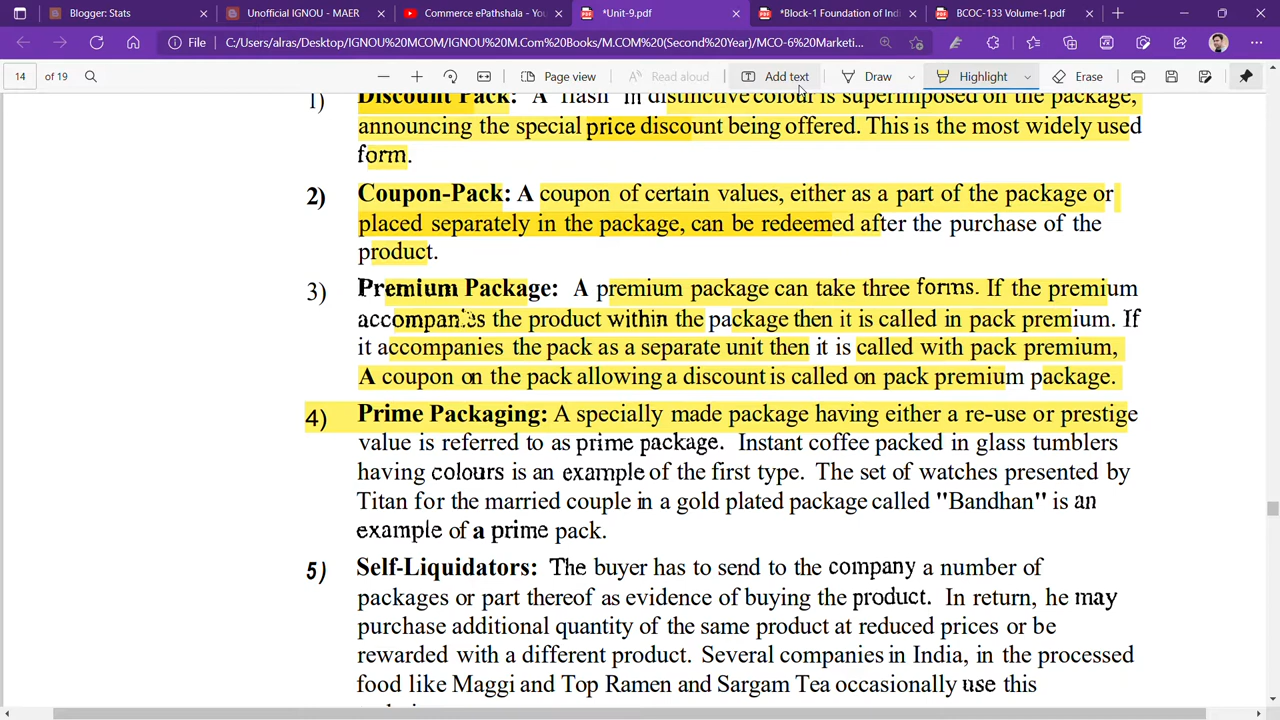 Blogger: Stats
Unofficial IGNOU - MAER
Commerce ePathshala - Yo
*Unit-9.pdf
*Block-1 Foundation of Ind
BCOC-133 Volume-1.pdf
File
C:/Users/alras/Desktop/IGNOU%20MCOM/IGNOU%20M.Com%20Books/M.COM%20(Second%20Year)/MCO-6%20Marketi...
14 of 19
Page view
Read aloud
Add text
Draw
Highlight
Erase
1) Discount Pack: A flash in distinctive colour is superimposed on the package,
announcing the special price discount being offered. This is the most widely used
form.
2) Coupon-Pack: A coupon of certain values, either as a part of the package or
placed separately in the package, can be redeemed after the purchase of the
product.
3) Premium Package: A premium package can take three forms. If the premium
accompanies the product within the package then it is called in pack premium. If
it accompanies the pack as a separate unit then it is called with pack premium,
A coupon on the pack allowing a discount is called on pack premium package.
4) Prime Packaging: A specially made package having either a re-use or prestige
value is referred to as prime package. Instant coffee packed in glass tumblers
having colours is an example of the first type. The set of watches presented by
Titan for the married couple in a gold plated package called "Bandhan" is an
example of a prime pack.
5) Self-Liquidators: The buyer has to send to the company a number of
packages or part thereof as evidence of buying the product. In return, he may
purchase additional quantity of the same product at reduced prices or be
rewarded with a different product. Several companies in India, in the processed
food like Maggi and Top Ramen and Sargam Tea occasionally use this